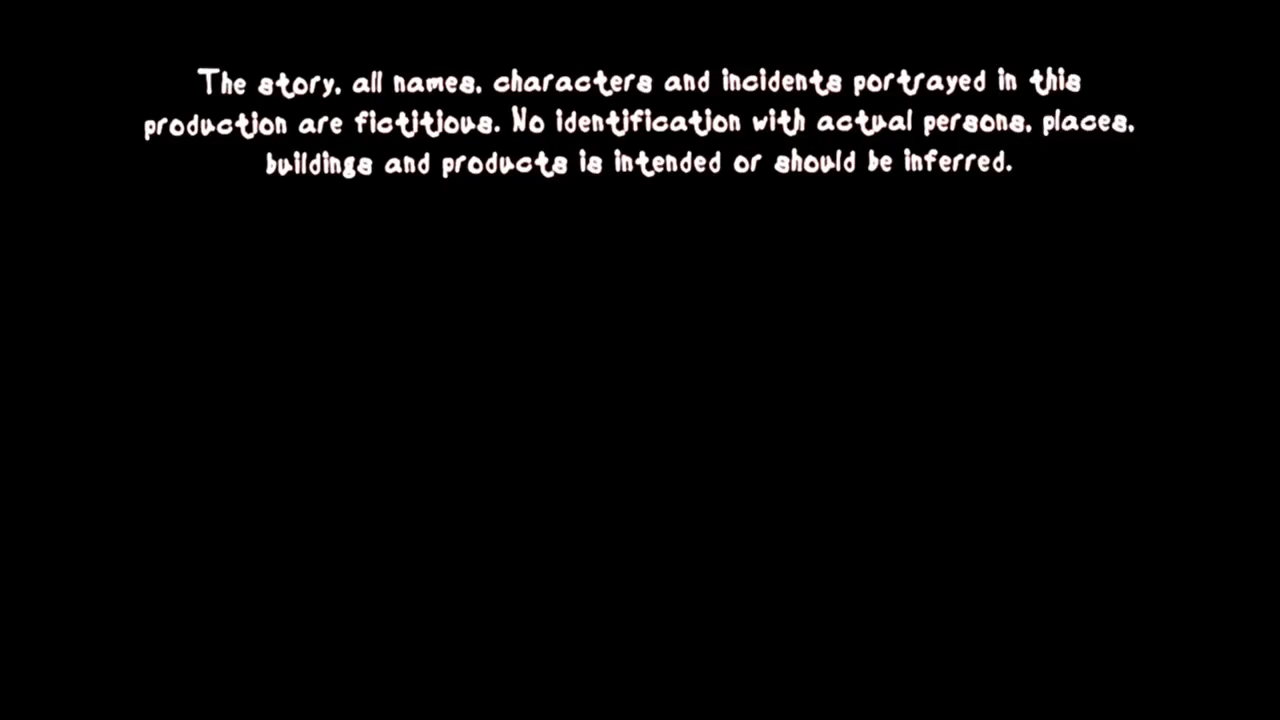 The story, all names, characters and incidents portrayed in this
production are fictitious. No identification with actual persons, places,
buildings and products is intended or should be inferred.